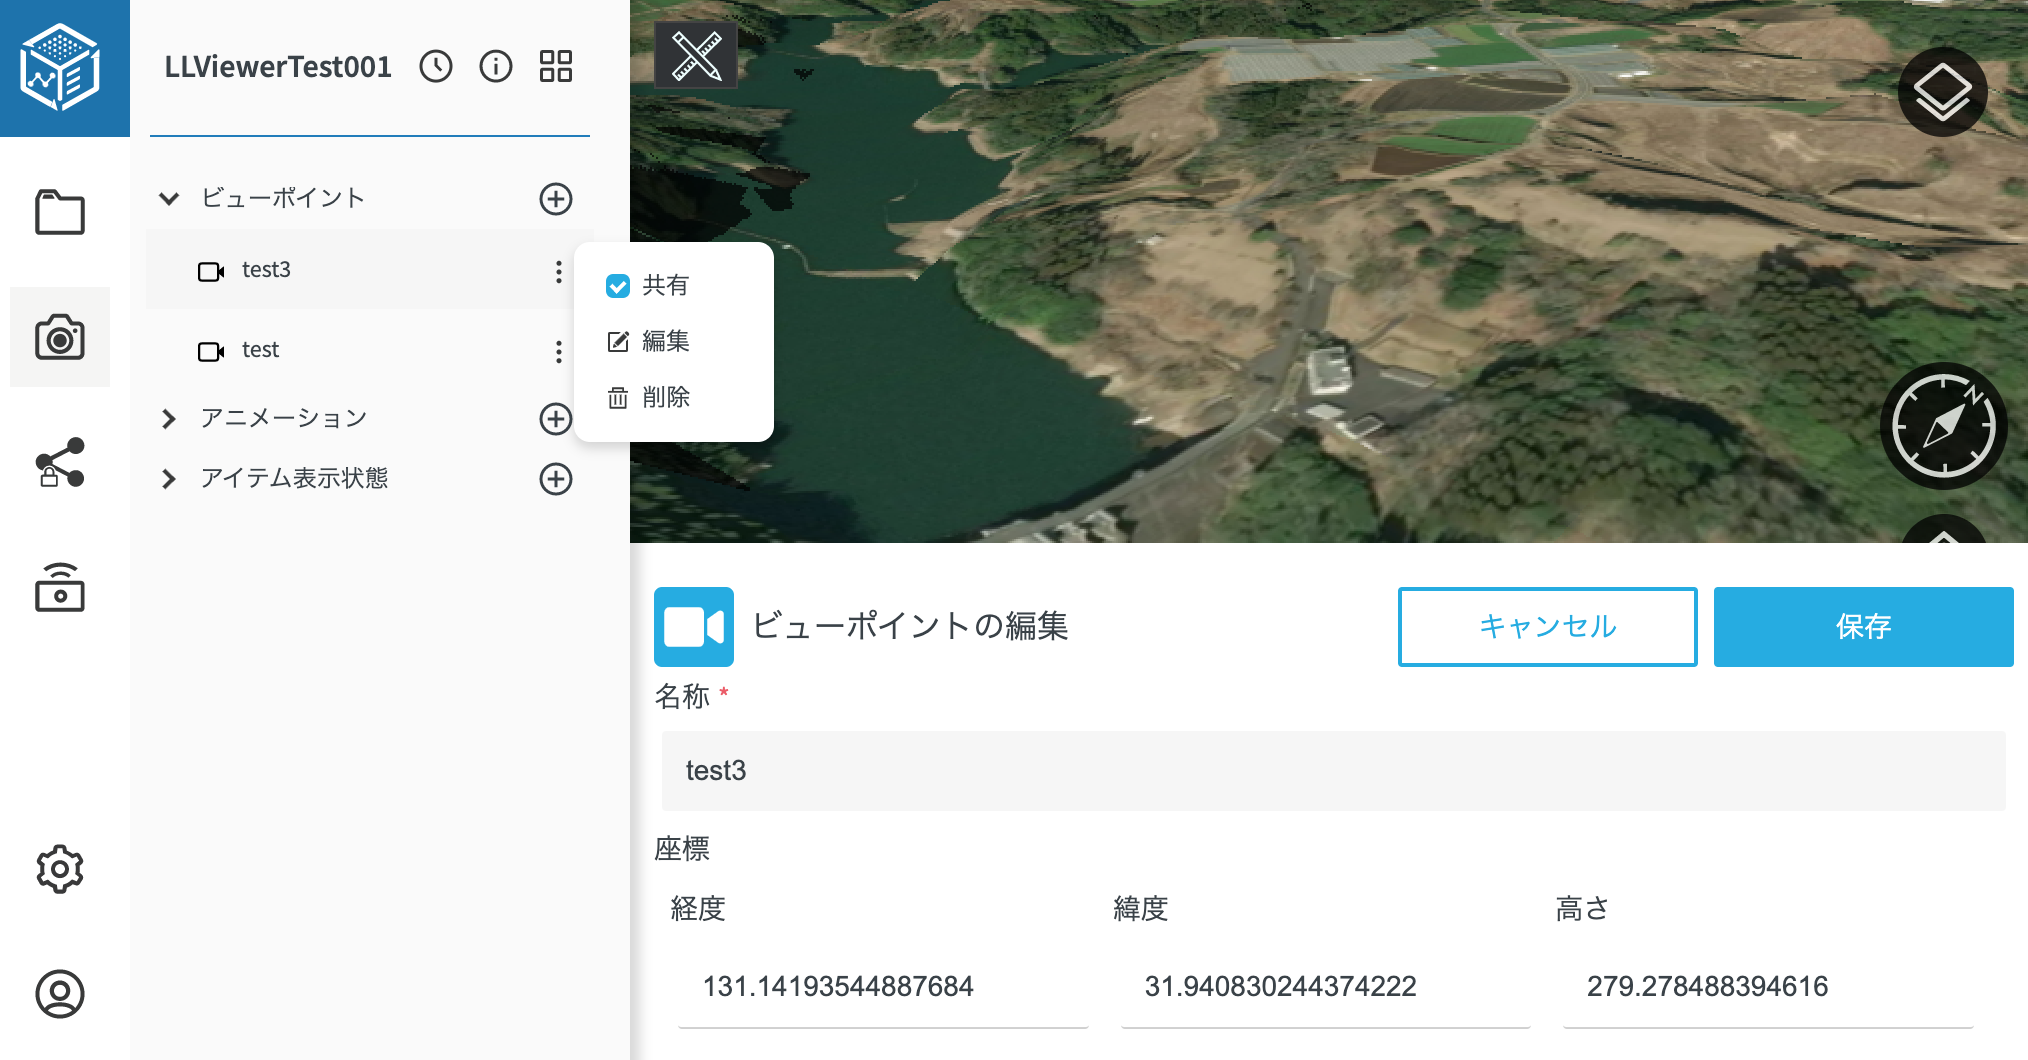 LLViewerTest001
ビューポイント
test3
test
アニメーション
アイテム表示状態
共有
編集
削除
N
ビューポイントの編集
キャンセル
保存
名称 *
test3
座標
経度
緯度
高さ
131.14193544887684
31.940830244374222
279.278488394616